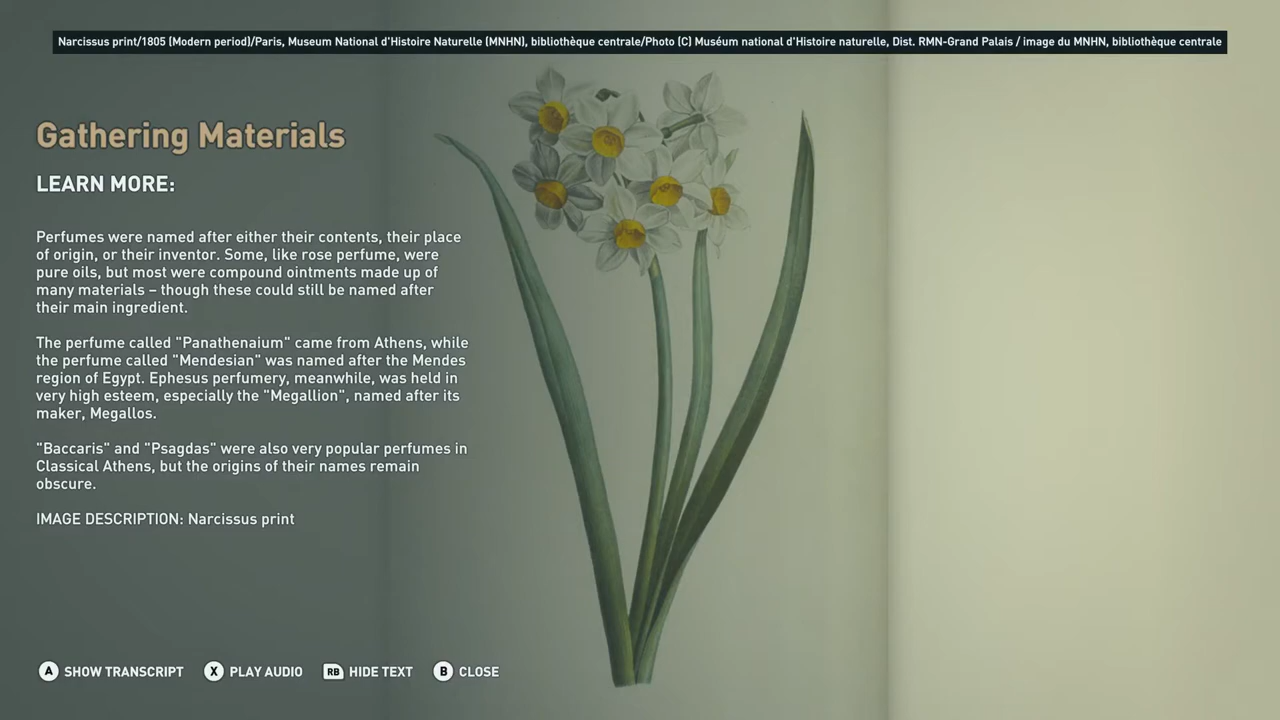 Narcissus print/1805 (Modern period)/Paris, Museum National d'Histoire Naturelle (MNHN), bibliothèque centrale/Photo (C) Muséum national d'Histoire naturelle, Dist. RMN-Grand Palais / image du MNHN, bibliothèque centrale
Gathering Materials
LEARN MORE:
Perfumes were named after either their contents, their place
of origin, or their inventor. Some, like rose perfume, were
pure oils, but most were compound ointments made up of
many materials – though these could still be named after
their main ingredient.
The perfume called "Panathenaium" came from Athens, while
the perfume called "Mendesian" was named after the Mendes
region of Egypt. Ephesus perfumery, meanwhile, was held in
very high esteem, especially the "Megallion", named after its
maker, Megallos.
"Baccaris" and "Psagdas" were also very popular perfumes in
Classical Athens, but the origins of their names remain
obscure.
IMAGE DESCRIPTION: Narcissus print
A SHOW TRANSCRIPT X PLAY AUDIO RB HIDE TEXT B CLOSE